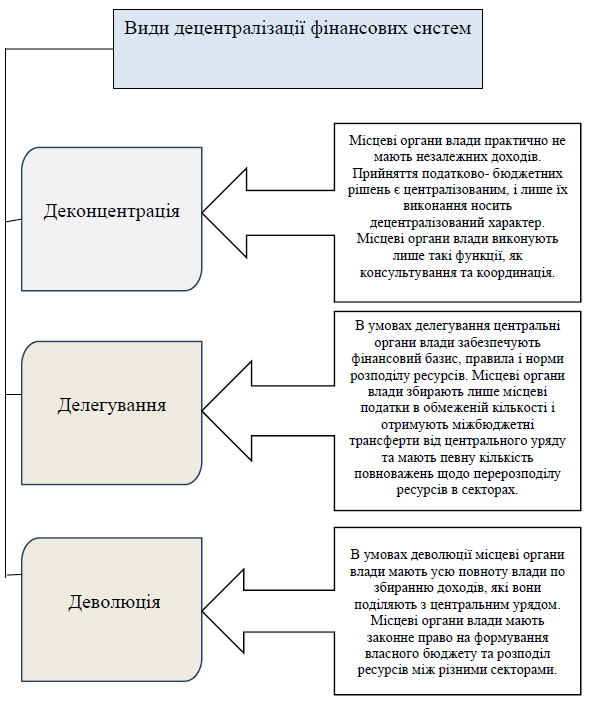 Види децентралізації фінансових систем
Деконцентрація
Місцеві органи влади практично не
мають незалежних доходів.
Прийняття податково- бюджетних
рішень є централізованим, і лише їх
виконання носить
децентралізований характер.
Місцеві органи влади виконують
лише такі функції, як
консультування та координація.
Делегування
В умовах делегування центральні
органи влади забезпечують
фінансовий базис, правила і норми
розподілу ресурсів. Місцеві органи
влади збирають лише місцеві
податки в обмеженій кількості і
отримують міжбюджетні
трансферти від центрального уряду
та мають певну кількість
повноважень щодо перерозподілу
ресурсів в секторах.
Деволюція
В умовах деволюції місцеві органи
влади мають усю повноту влади по
збиранню доходів, які вони
поділяють з центральним урядом.
Місцеві органи влади мають
законне право на формування
власного бюджету та розподіл
ресурсів між різними секторами.